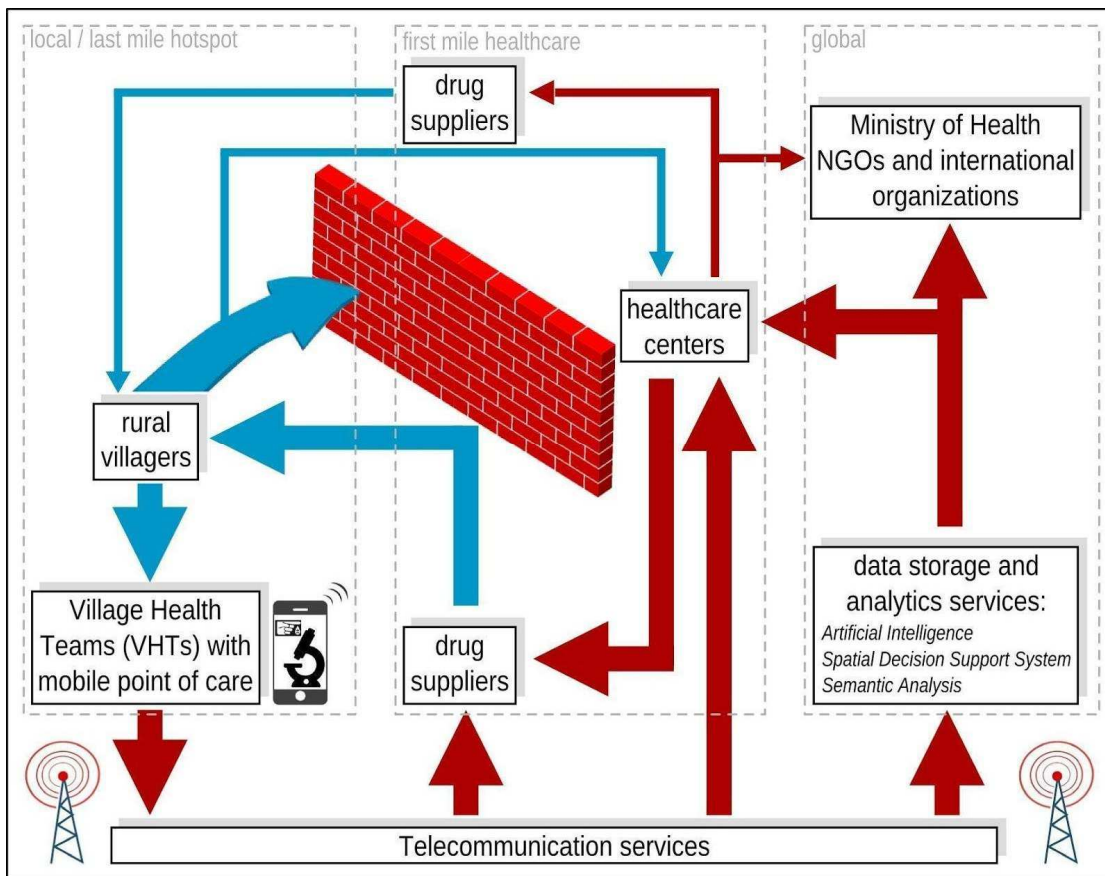 local / last mile hotspot
first mile healthcare
global
drug
suppliers
Ministry of Health
NGOs and international
organizations
healthcare
centers
rural
villagers
Village Health
Teams (VHTs) with
mobile point of care
drug
suppliers
data storage and
analytics services:
Artificial Intelligence
Spatial Decision Support System
Semantic Analysis
Telecommunication services